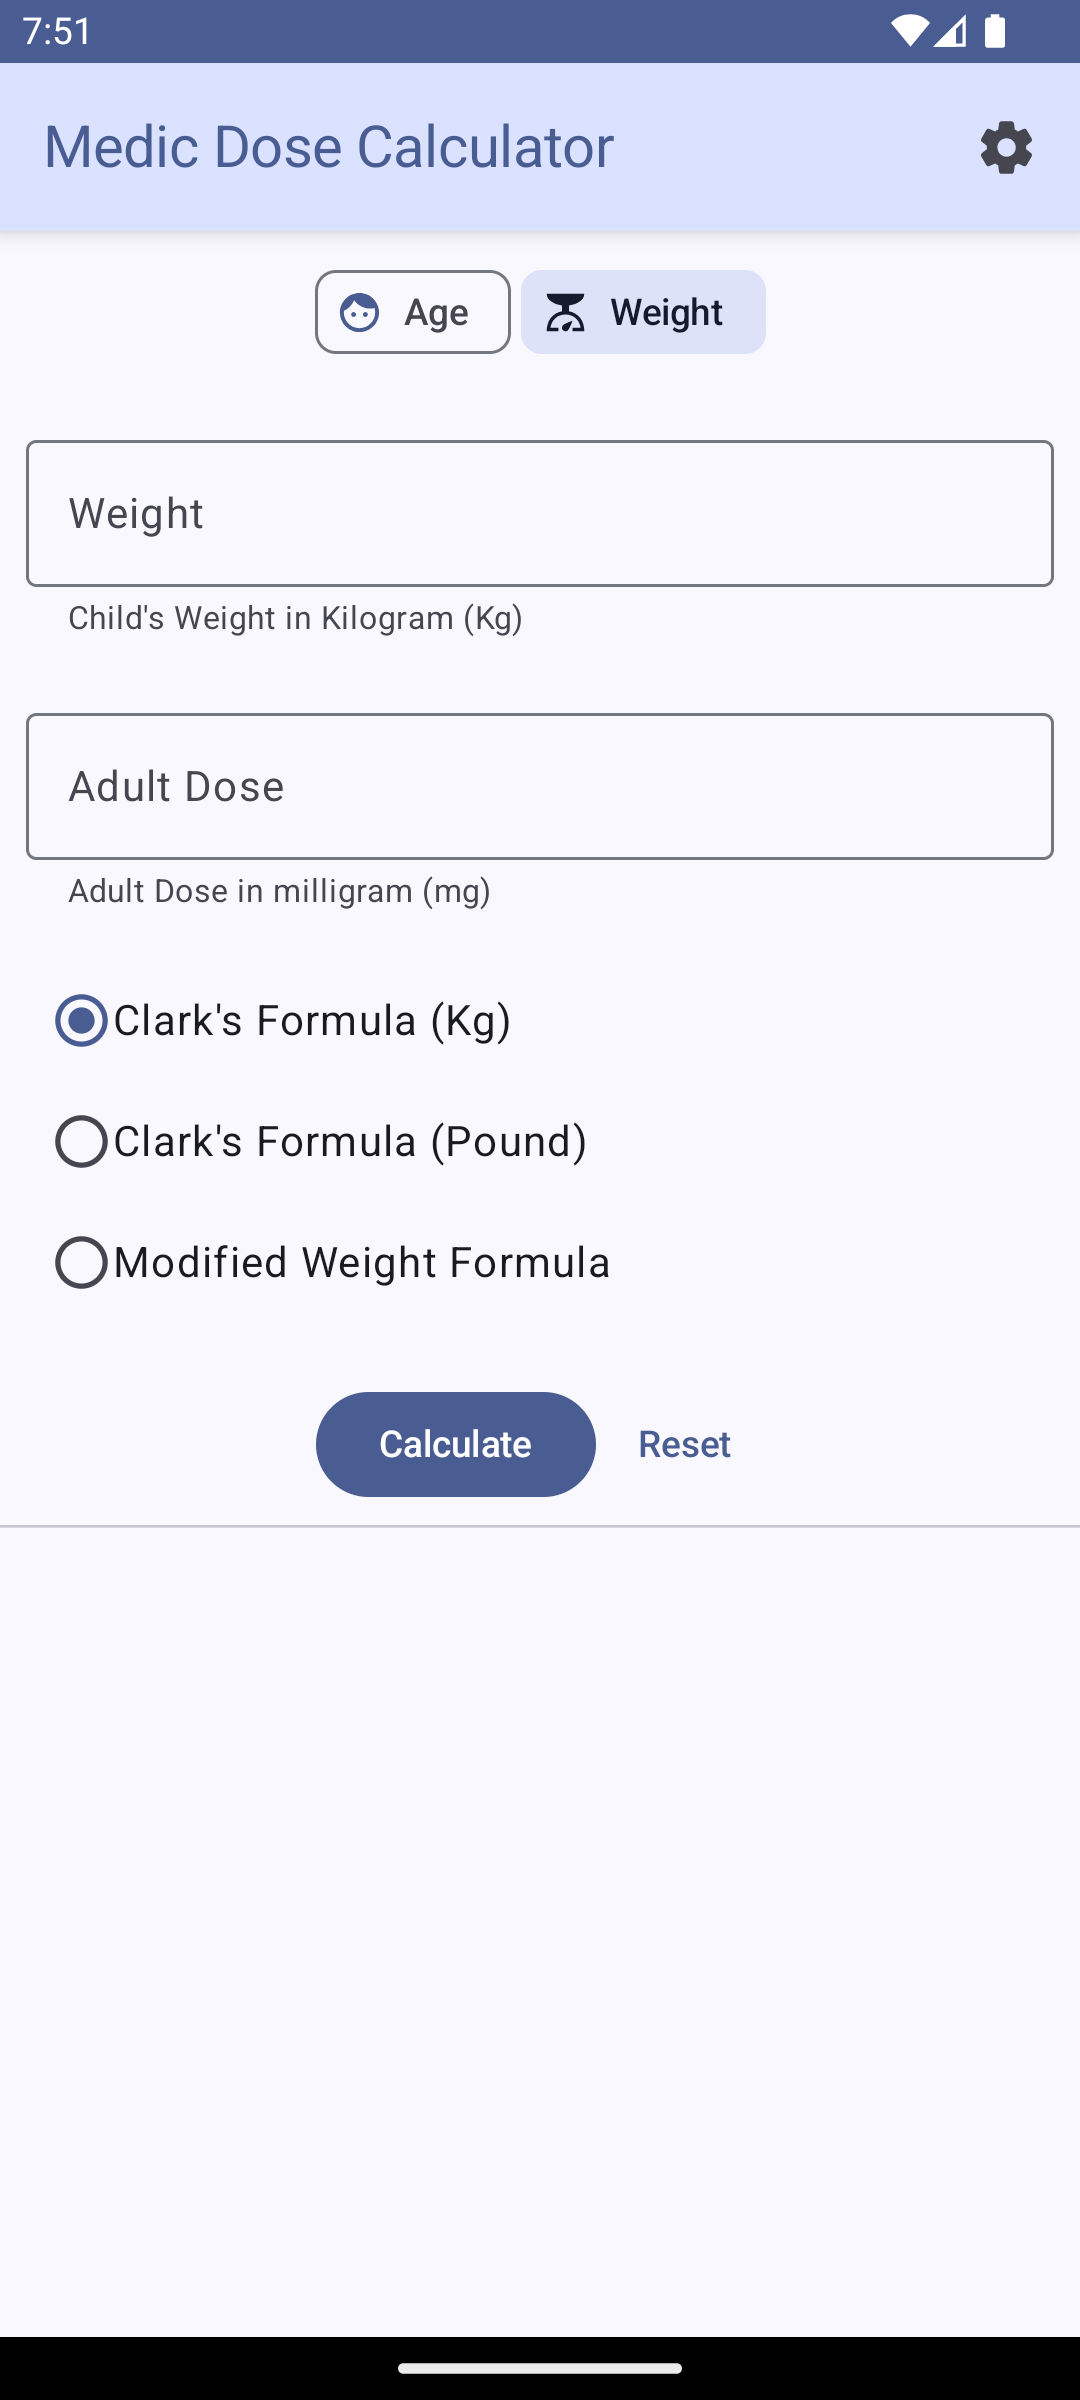 7:51
Medic Dose Calculator
Age
Weight
Weight
Child's Weight in Kilogram (Kg)
Adult Dose
Adult Dose in milligram (mg)
Clark's Formula (Kg)
Clark's Formula (Pound)
Modified Weight Formula
Calculate
Reset